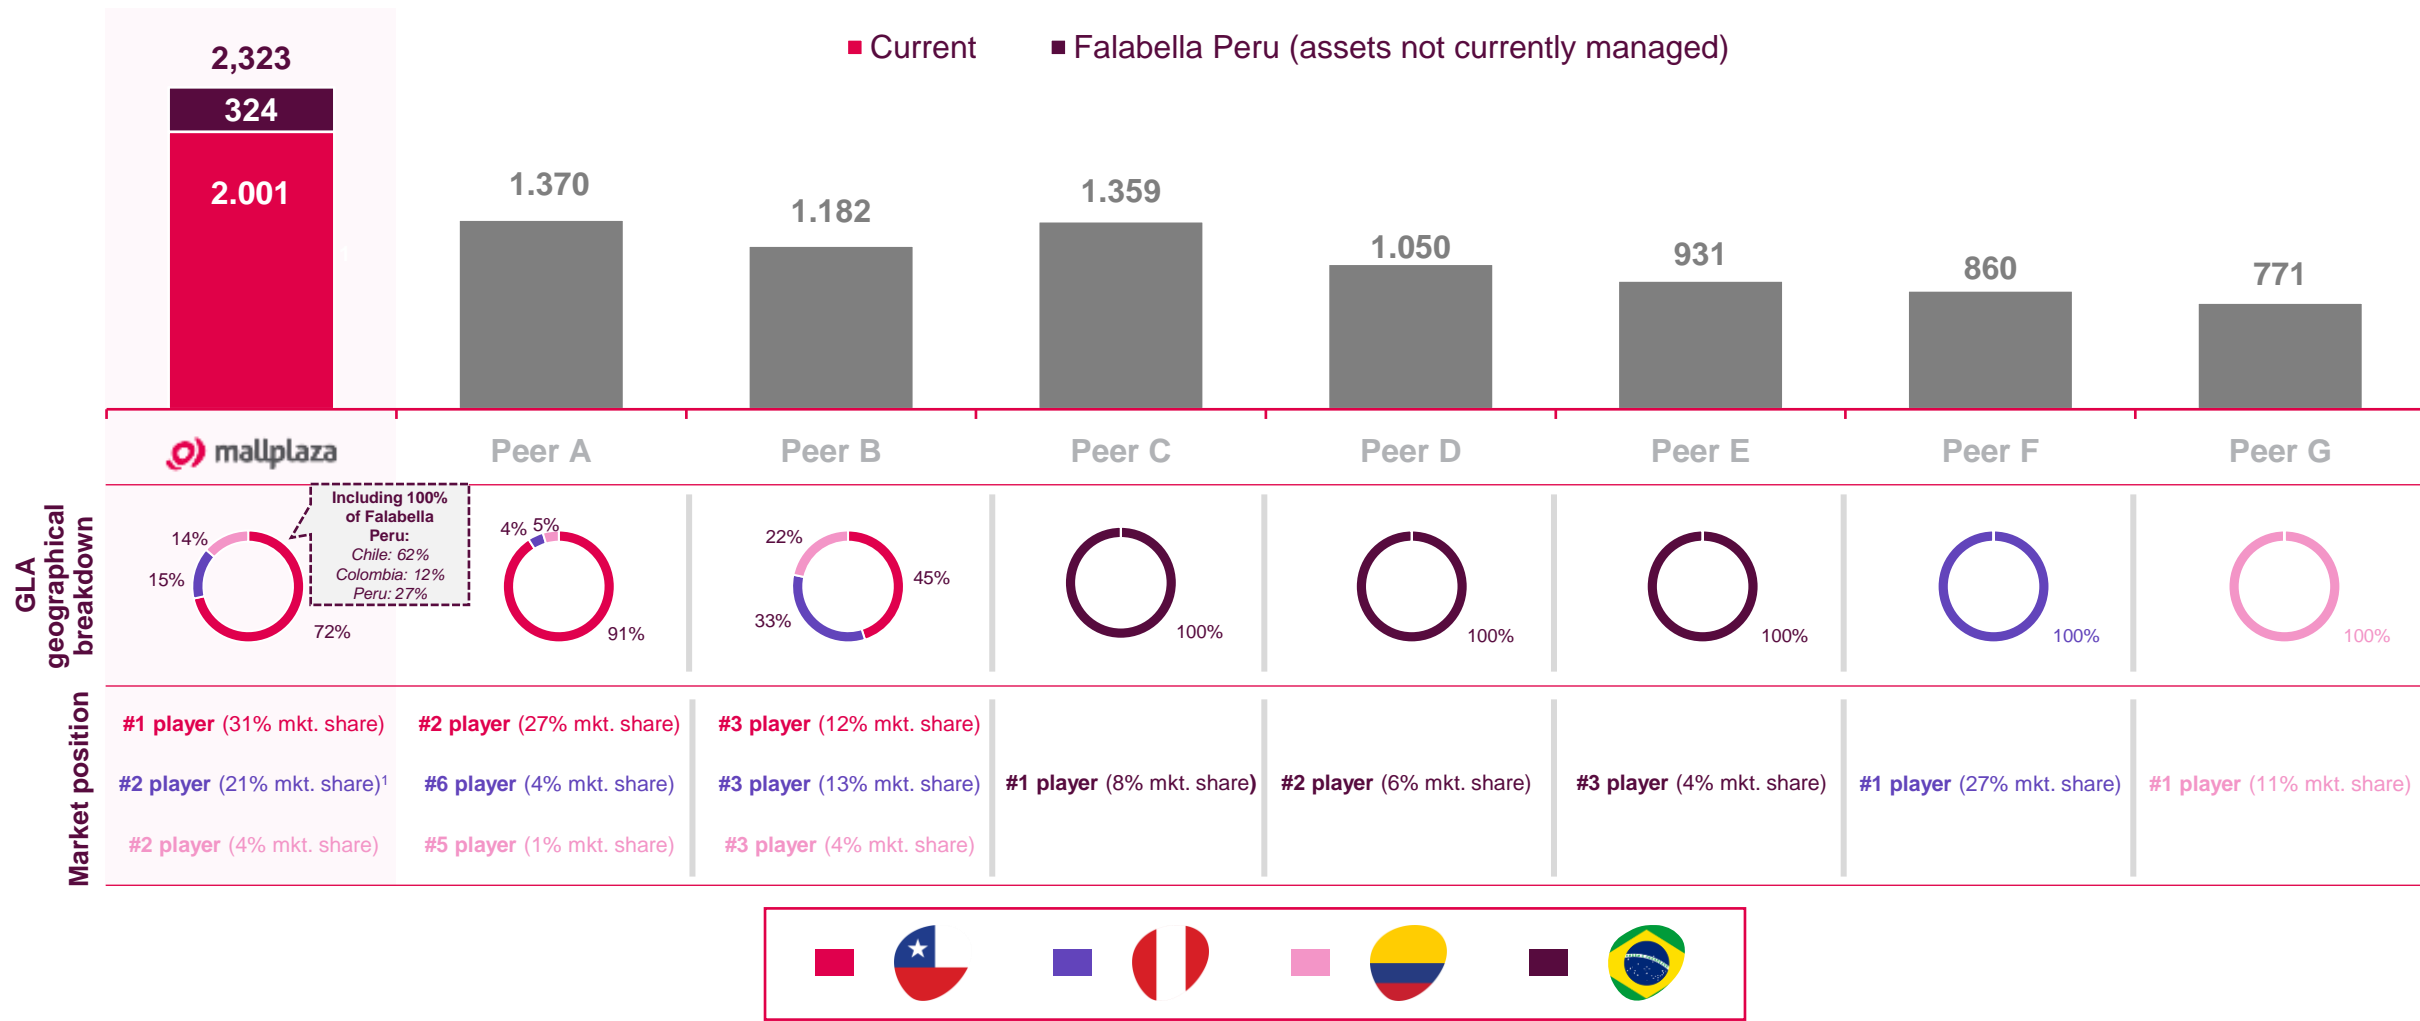 Current
Falabella Peru (assets not currently managed)
2,323
324
2.001
1.370
1.182
1.359
1.050
931
860
771
mallplaza
Peer A
Peer B
Peer C
Peer D
Peer E
Peer F
Peer G
GLA
geographical
breakdown
14%
15%
72%
Including 100%
of Falabella
Peru:
Chile: 62%
Colombia: 12%
Peru: 27%
4%
5%
91%
22%
33%
45%
100%
100%
100%
100%
100%
Market position
#1 player (31% mkt. share)
#2 player (21% mkt. share)¹
#2 player (4% mkt. share)
#2 player (27% mkt. share)
#6 player (4% mkt. share)
#5 player (1% mkt. share)
#3 player (12% mkt. share)
#3 player (13% mkt. share)
#3 player (4% mkt. share)
#1 player (8% mkt. share)
#2 player (6% mkt. share)
#3 player (4% mkt. share)
#1 player (27% mkt. share)
#1 player (11% mkt. share)